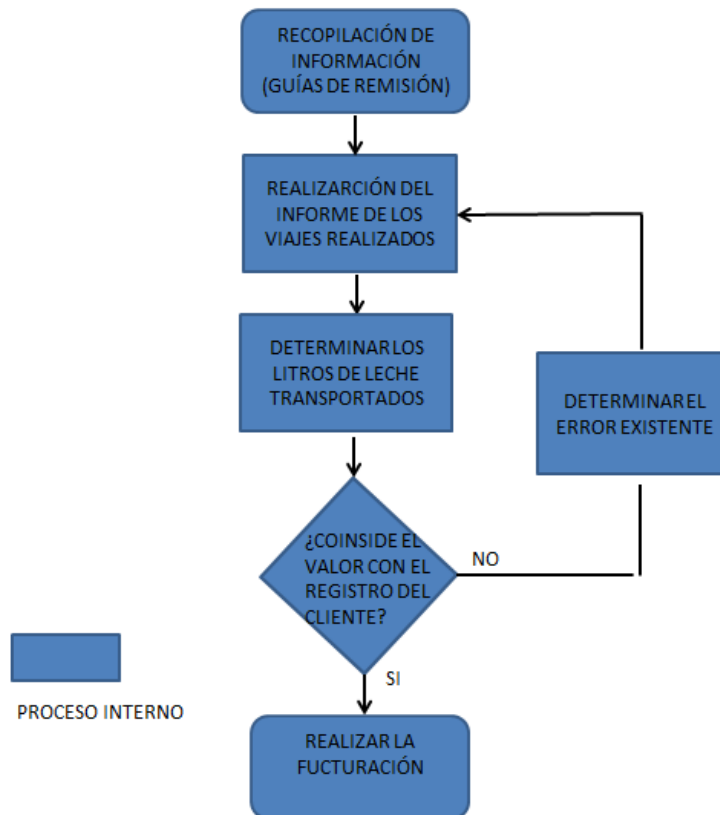 RECOPILACIÓN DE
INFORMACIÓN
(GUÍAS DE REMISIÓN)
REALIZARCIÓN DEL
INFORME DE LOS
VIAJES REALIZADOS
DETERMINAR LOS
LITROS DE LECHE
TRANSPORTADOS
DETERMINAR EL
ERROR EXISTENTE
¿COINSIDE EL
VALOR CON EL
REGISTRO DEL
CLIENTE?
NO
SI
PROCESO INTERNO
REALIZAR LA
FUCTURACIÓN